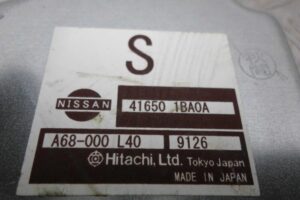 S
NISSAN 41650 1BA0A
A68-000 L40 9126
Hitachi, Ltd. Tokyo Japan
MADE IN JAPAN